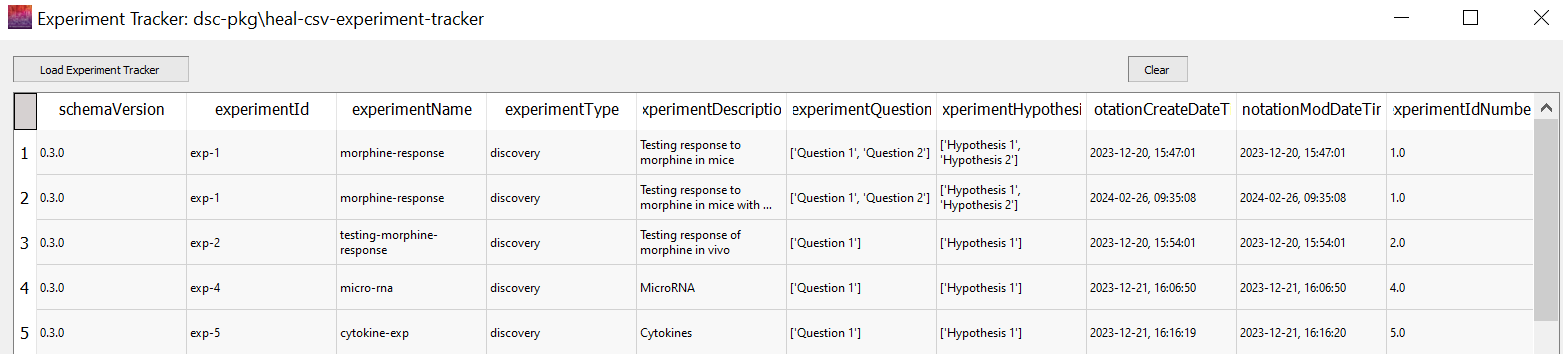 Experiment Tracker: dsc-pkg\heal-csv-experiment-tracker
Load Experiment Tracker
Clear
schemaVersion experimentId experimentName experimentType xperimentDescriptio experimentQuestion xperimentHypothesi otationCreateDateT notationModDateTir xperimentIdNumbe
1 0.3.0 exp-1 morphine-response discovery Testing response to morphine in mice ['Question 1', 'Question 2'] ['Hypothesis 1', 'Hypothesis 2'] 2023-12-20, 15:47:01 2023-12-20, 15:47:01 1.0
2 0.3.0 exp-1 morphine-response discovery Testing response to morphine in mice with ... ['Question 1', 'Question 2'] ['Hypothesis 1', 'Hypothesis 2'] 2024-02-26, 09:35:08 2024-02-26, 09:35:08 1.0
3 0.3.0 exp-2 testing-morphine-response discovery Testing response of morphine in vivo ['Question 1'] ['Hypothesis 1'] 2023-12-20, 15:54:01 2023-12-20, 15:54:01 2.0
4 0.3.0 exp-4 micro-rna discovery MicroRNA ['Question 1'] ['Hypothesis 1'] 2023-12-21, 16:06:50 2023-12-21, 16:06:50 4.0
5 0.3.0 exp-5 cytokine-exp discovery Cytokines ['Question 1'] ['Hypothesis 1'] 2023-12-21, 16:16:19 2023-12-21, 16:16:20 5.0